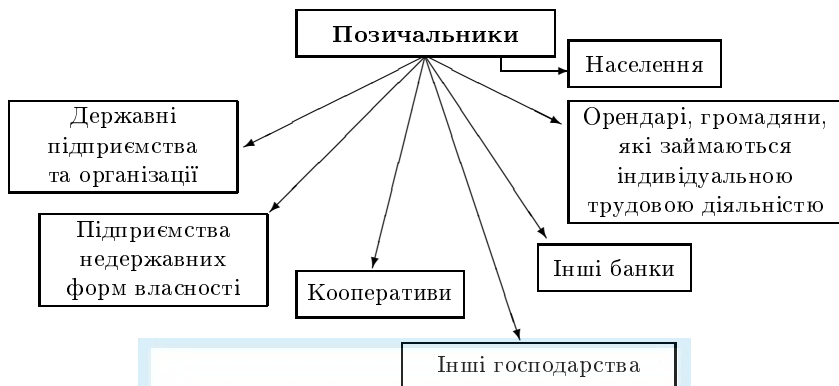 Позичальники
Населення
Державні
підприємства
та організації
Орендарі, громадяни,
які займаються
індивідуальною
трудовою діяльністю
Підприємства
недержавних
форм власності
Кооперативи
Інші банки
Інші господарства